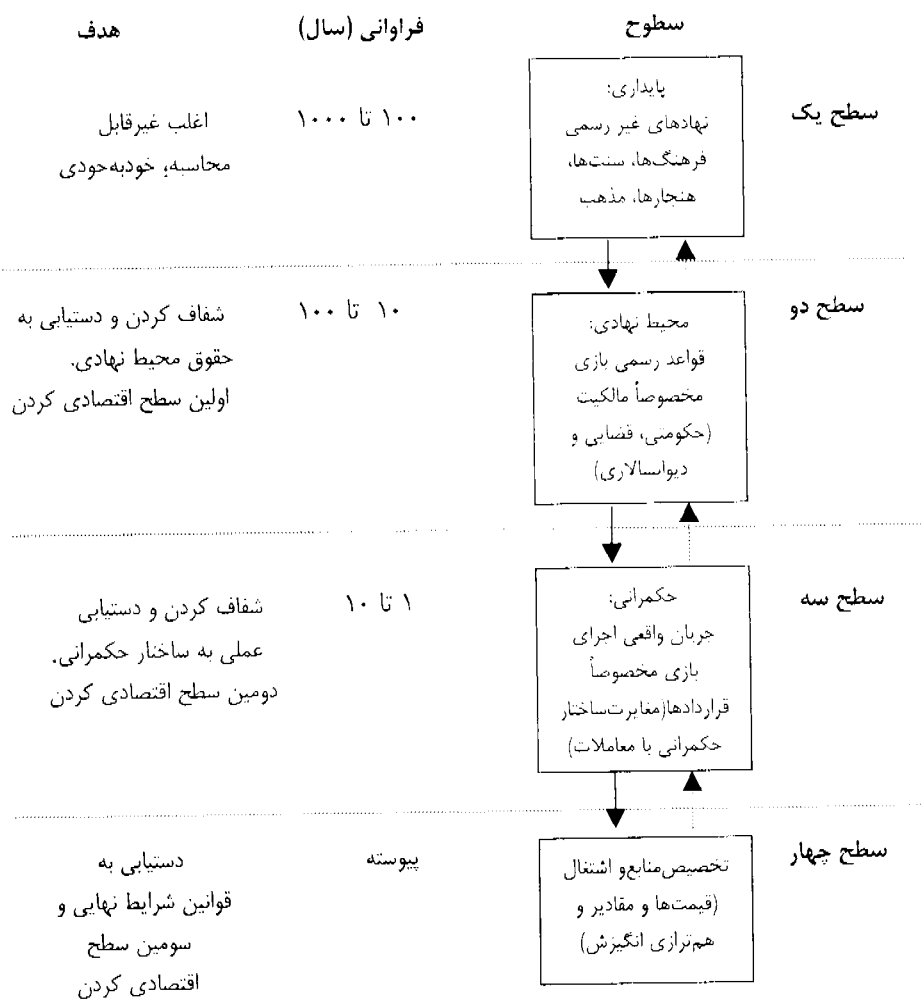 سطوح
فراوانی (سال)
هدف
سطح یک
پایداری:
نهادهای غیر رسمی
فرهنگ‌ها، سنت‌ها،
هنجارها، مذهب
۱۰۰ تا ۱۰۰۰
اغلب غیرقابل
محاسبه؛ خودبه‌خودی
سطح دو
محیط نهادی:
قواعد رسمی بازی
مخصوصاً مالکیت
(حکومتی، قضایی و
دیوانسالاری)
۱۰ تا ۱۰۰
شفاف کردن و دستیابی به
حقوق محیط نهادی.
اولین سطح اقتصادی کردن
سطح سه
حکمرانی:
جریان واقعی اجرای
بازی مخصوصاً
قراردادها(مغایرت‌ساختار
حکمرانی با معاملات)
۱ تا ۱۰
شفاف کردن و دستیابی
عملی به ساختار حکمرانی.
دومین سطح اقتصادی کردن
سطح چهار
تخصیص‌منابع‌و اشتغال
(قیمت‌ها و مقادیر و
هم‌ترازی انگیزش)
پیوسته
دستیابی به
قوانین شرایط نهایی و
سومین سطح
اقتصادی کردن